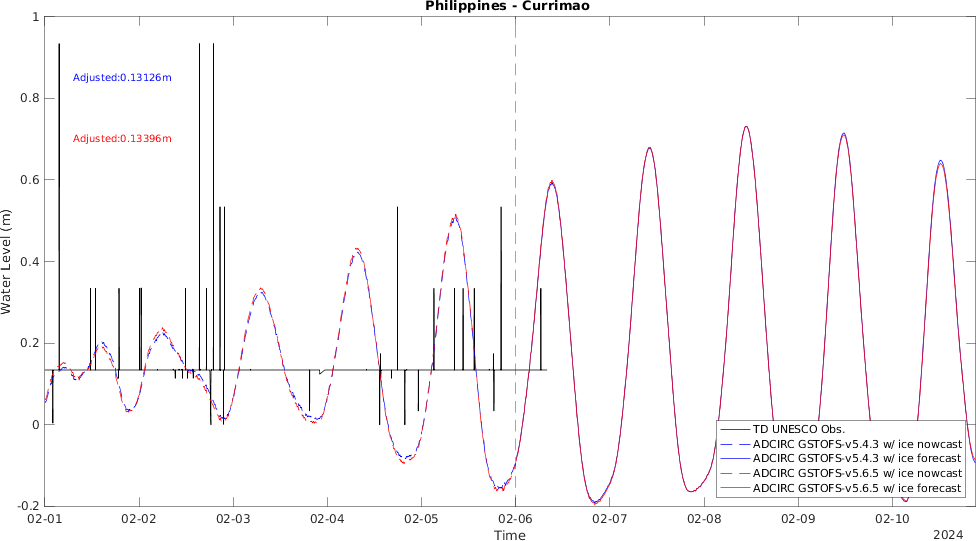 Philippines - Currimao
1
0.8
0.6
0.4
0.2
0
-0.2
Water Level (m)
Adjusted:0.13126m
Adjusted:0.13396m
TD UNESCO Obs.
ADCIRC GSTOFS-v5.4.3 w/ ice nowcast
ADCIRC GSTOFS-v5.4.3 w/ ice forecast
ADCIRC GSTOFS-v5.6.5 w/ ice nowcast
ADCIRC GSTOFS-v5.6.5 w/ ice forecast
02-01 02-02 02-03 02-04 02-05 02-06 02-07 02-08 02-09 02-10
Time
2024